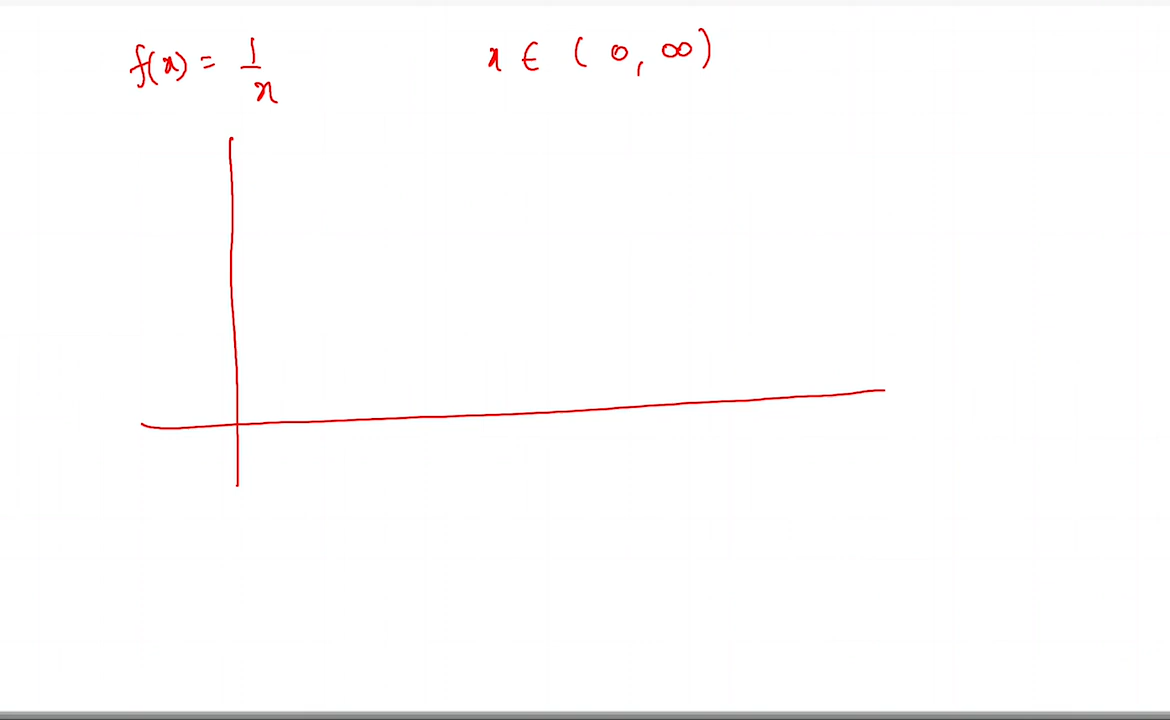 f(x) = 1/x x ∈ (0, ∞)